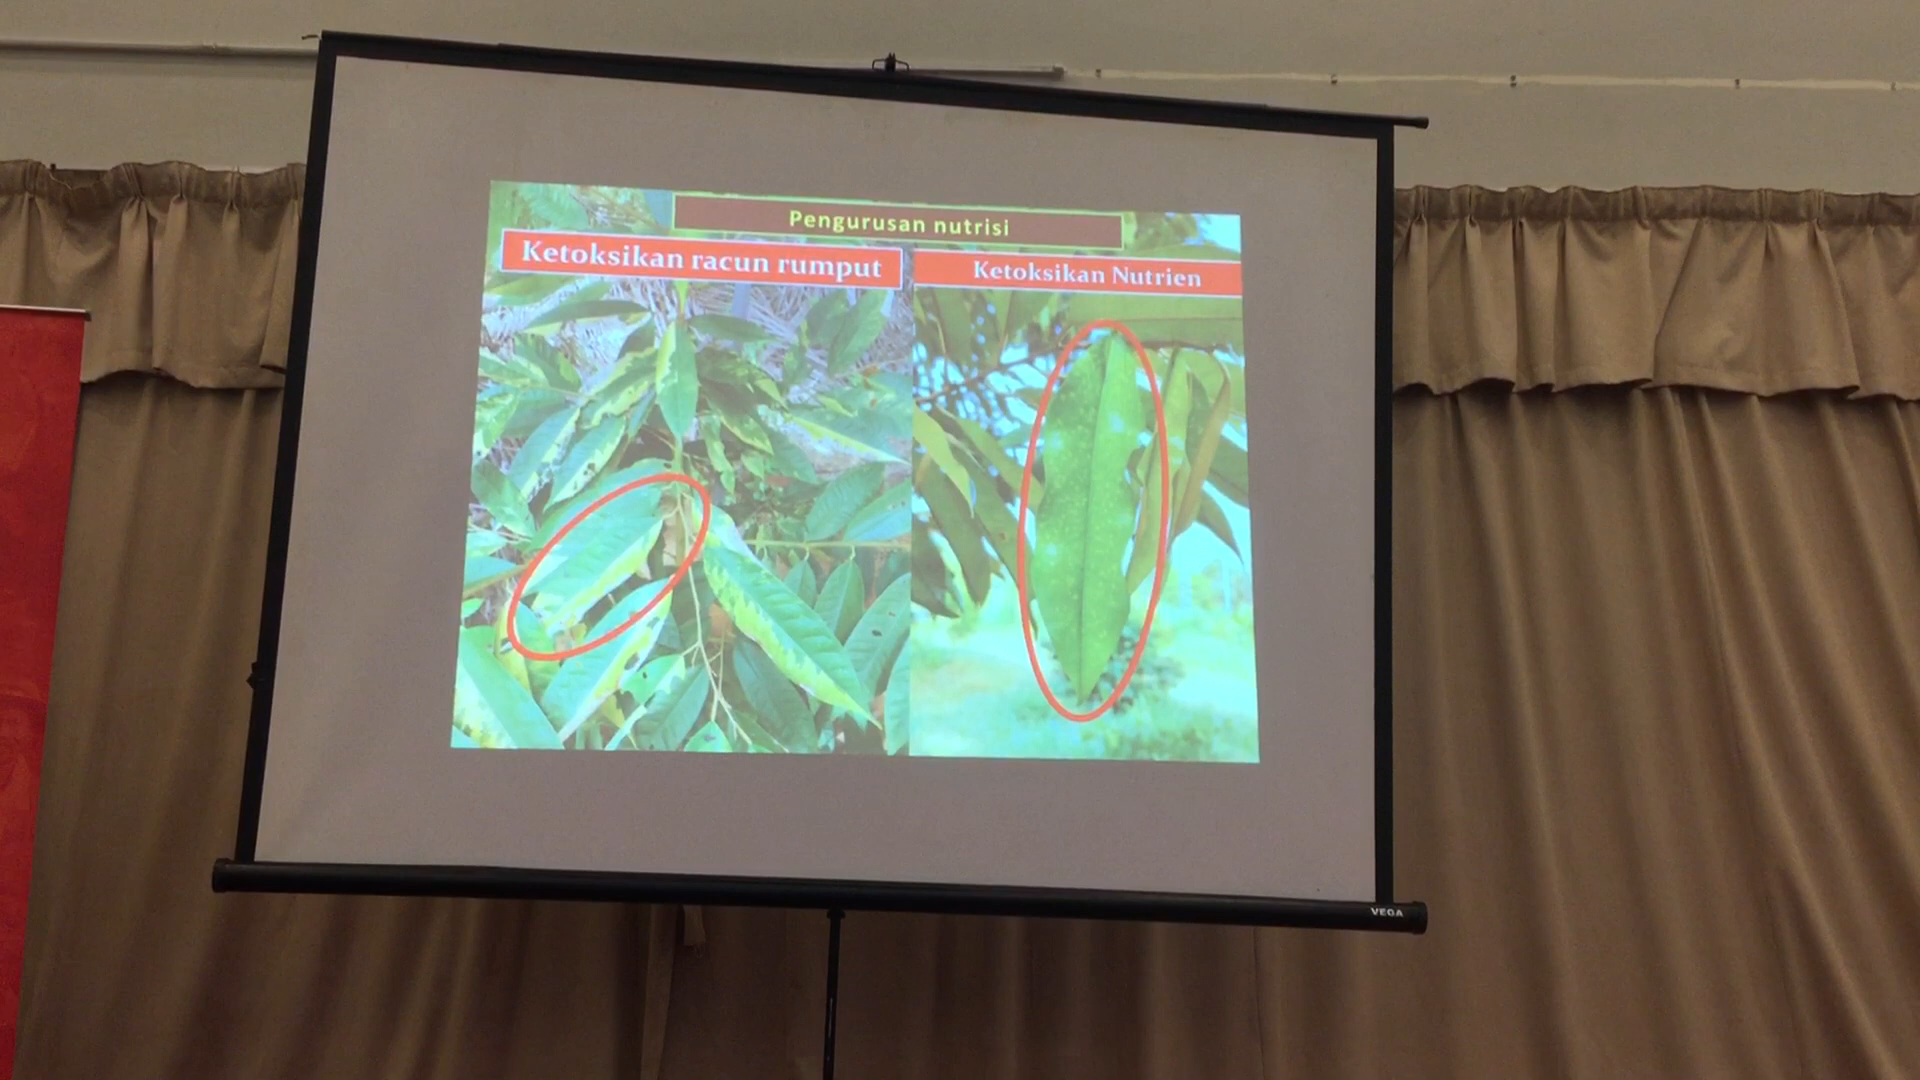 Pengurusan nutrisi
Ketoksikan racun rumput
Ketoksikan Nutrien
VEGA